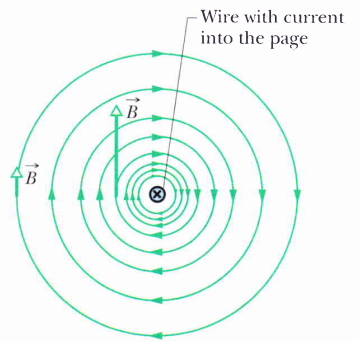 Wire with current
into the page
B
B